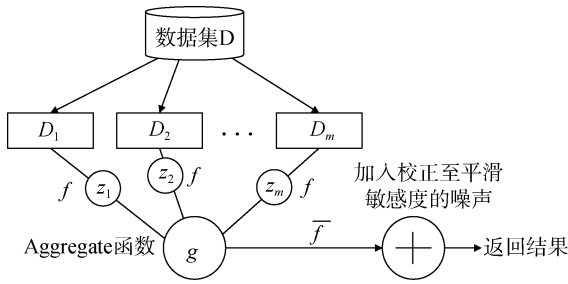 数据集D
D1 D2 ... Dm
f z1 z2 f zm f
加入校正至平滑
敏感度的噪声
Aggregate函数 g f̅ + 返回结果